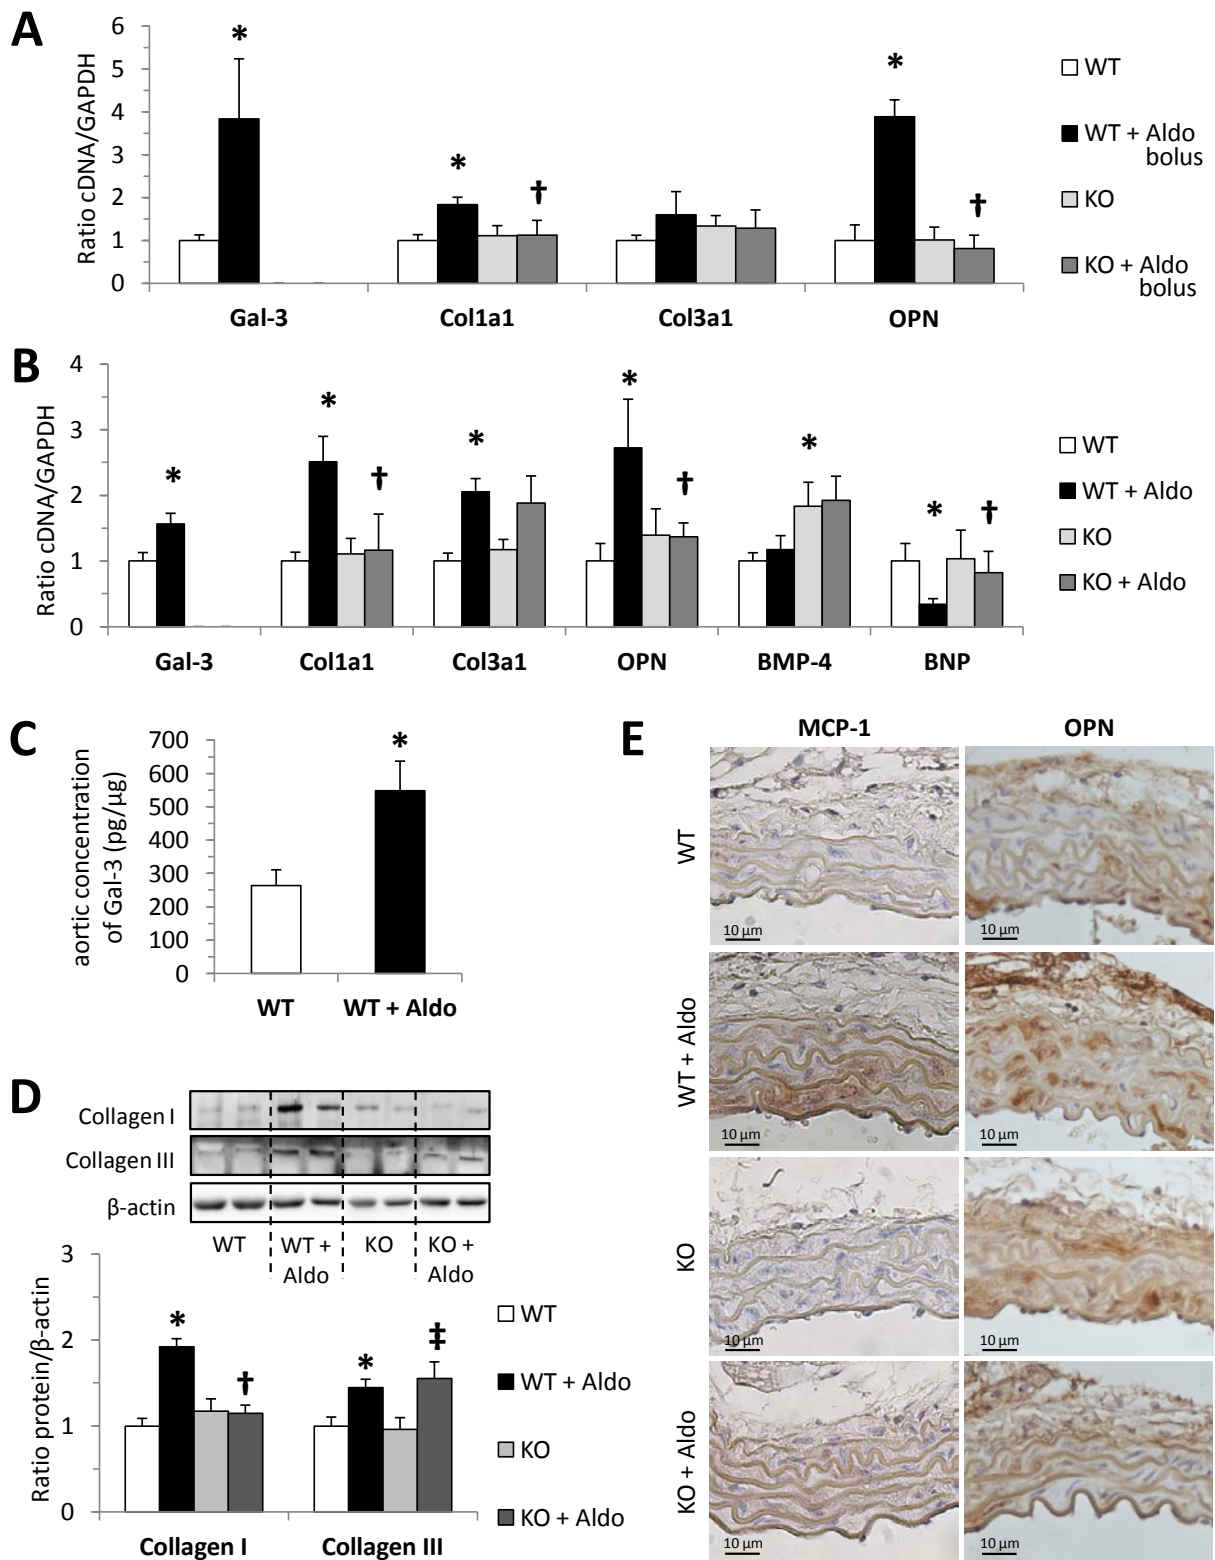 A
Ratio cDNA/GAPDH
6
5
4
3
2
1
0
*
*
†
*
†
Gal-3 Col1a1 Col3a1 OPN
WT
WT + Aldo
bolus
KO
KO + Aldo
bolus
B
Ratio cDNA/GAPDH
4
3
2
1
0
*
*
†
*
*
†
*
*
†
Gal-3 Col1a1 Col3a1 OPN BMP-4 BNP
WT
WT + Aldo
KO
KO + Aldo
C
aortic concentration
of Gal-3 (pg/µg)
700
600
500
400
300
200
100
0
*
WT WT + Aldo
D
Collagen I
Collagen III
β-actin
WT WT + KO KO +
Aldo Aldo
Ratio protein/β-actin
3
2
1
0
*
†
*
‡
Collagen I Collagen III
WT
WT + Aldo
KO
KO + Aldo
E
MCP-1 OPN
WT
10 µm 10 µm
WT + Aldo
10 µm 10 µm
KO
10 µm 10 µm
KO + Aldo
10 µm 10 µm